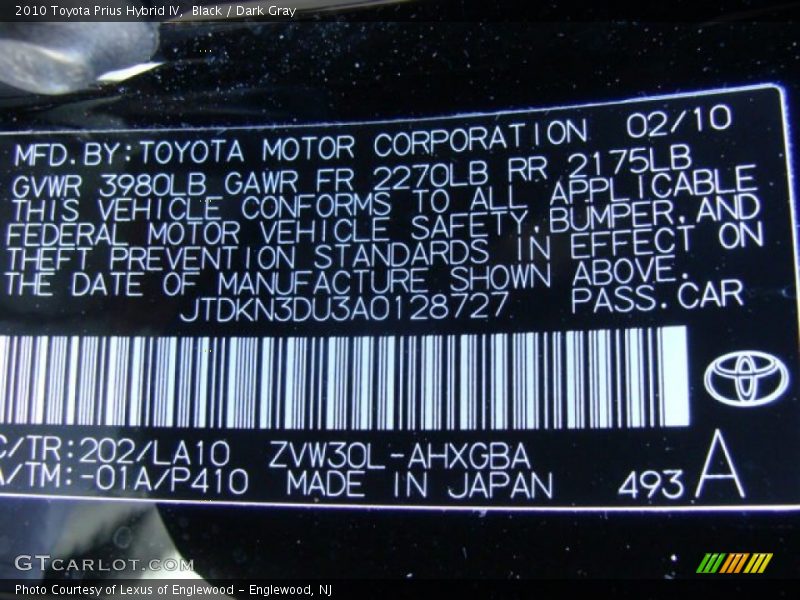 2010 Toyota Prius Hybrid IV, Black / Dark Gray
MFD.BY:TOYOTA MOTOR CORPORATION 02/10
GVWR 3980LB GAWR FR 2270LB RR 2175LB
THIS VEHICLE CONFORMS TO ALL APPLICABLE
FEDERAL MOTOR VEHICLE SAFETY,BUMPER,AND
THEFT PREVENTION STANDARDS IN EFFECT ON
THE DATE OF MANUFACTURE SHOWN ABOVE.
JTDKN3DU3A0128727 PASS.CAR
C/TR:202/LA10 ZVW30L-AHXGBA
A/TM:-01A/P410 MADE IN JAPAN 493 A
GTCARLOT.COM
Photo Courtesy of Lexus of Englewood - Englewood, NJ